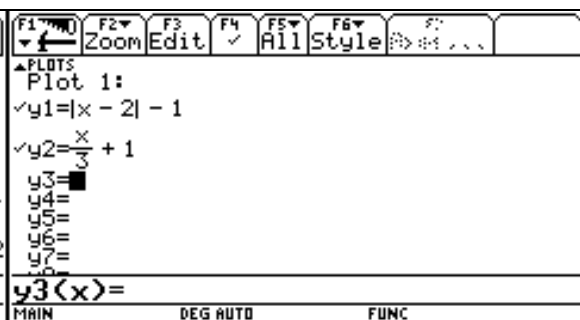 F1 F2 Zoom F3 Edit F4 ✓ F5 All F6 Style F7
PLOTS
Plot 1:
✓y1=|x - 2| - 1
✓y2=x/3 + 1
y3=
y4=
y5=
y6=
y7=
y3(x)=
MAIN DEG AUTO FUNC